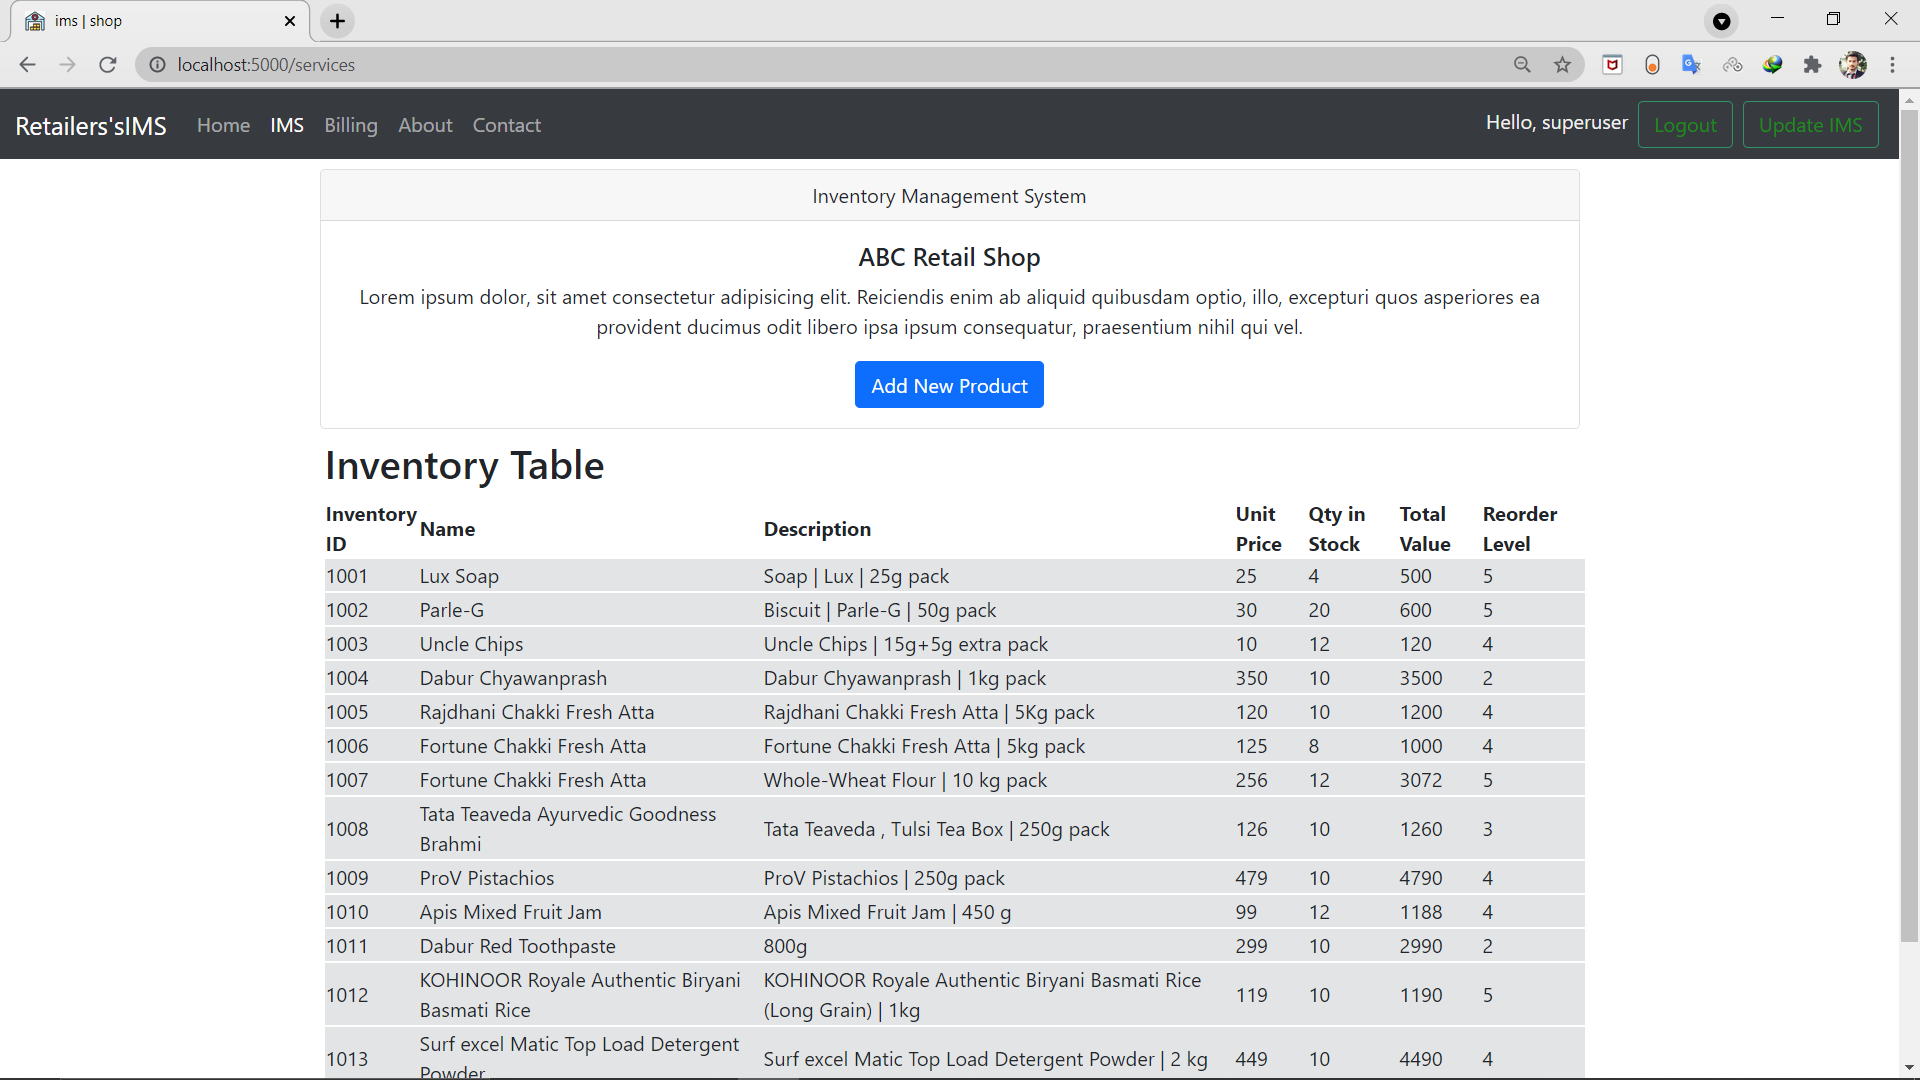 ims | shop
localhost:5000/services
Retailers'sIMS Home IMS Billing About Contact Hello, superuser Logout Update IMS
Inventory Management System
ABC Retail Shop
Lorem ipsum dolor, sit amet consectetur adipisicing elit. Reiciendis enim ab aliquid quibusdam optio, illo, excepturi quos asperiores ea
provident ducimus odit libero ipsa ipsum consequatur, praesentium nihil qui vel.
Add New Product
Inventory Table
Inventory ID Name Description Unit Price Qty in Stock Total Value Reorder Level
1001 Lux Soap Soap | Lux | 25g pack 25 4 500 5
1002 Parle-G Biscuit | Parle-G | 50g pack 30 20 600 5
1003 Uncle Chips Uncle Chips | 15g+5g extra pack 10 12 120 4
1004 Dabur Chyawanprash Dabur Chyawanprash | 1kg pack 350 10 3500 2
1005 Rajdhani Chakki Fresh Atta Rajdhani Chakki Fresh Atta | 5Kg pack 120 10 1200 4
1006 Fortune Chakki Fresh Atta Fortune Chakki Fresh Atta | 5kg pack 125 8 1000 4
1007 Fortune Chakki Fresh Atta Whole-Wheat Flour | 10 kg pack 256 12 3072 5
1008 Tata Teaveda Ayurvedic Goodness Brahmi Tata Teaveda , Tulsi Tea Box | 250g pack 126 10 1260 3
1009 ProV Pistachios ProV Pistachios | 250g pack 479 10 4790 4
1010 Apis Mixed Fruit Jam Apis Mixed Fruit Jam | 450 g 99 12 1188 4
1011 Dabur Red Toothpaste 800g 299 10 2990 2
1012 KOHINOOR Royale Authentic Biryani Basmati Rice KOHINOOR Royale Authentic Biryani Basmati Rice (Long Grain) | 1kg 119 10 1190 5
1013 Surf excel Matic Top Load Detergent Powder Surf excel Matic Top Load Detergent Powder | 2 kg 449 10 4490 4